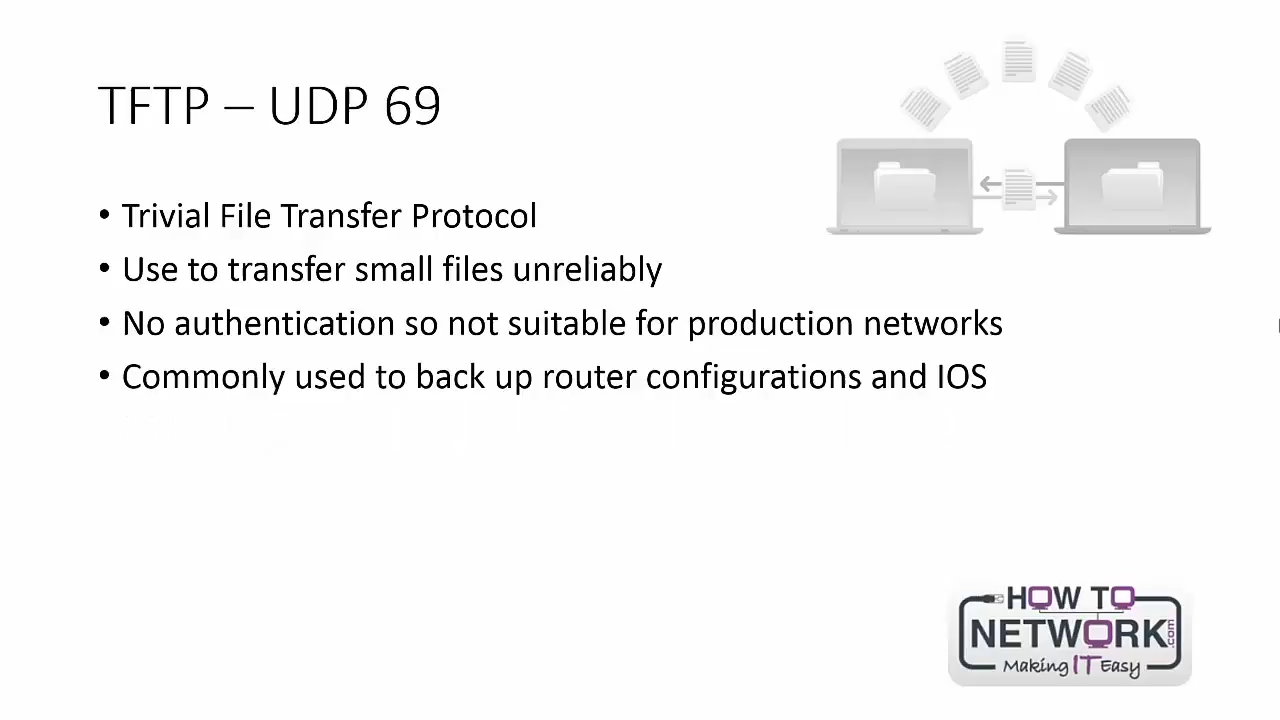 TFTP – UDP 69
• Trivial File Transfer Protocol
• Use to transfer small files unreliably
• No authentication so not suitable for production networks
• Commonly used to back up router configurations and IOS
HOW TO
NETWORK.com
Making IT Easy